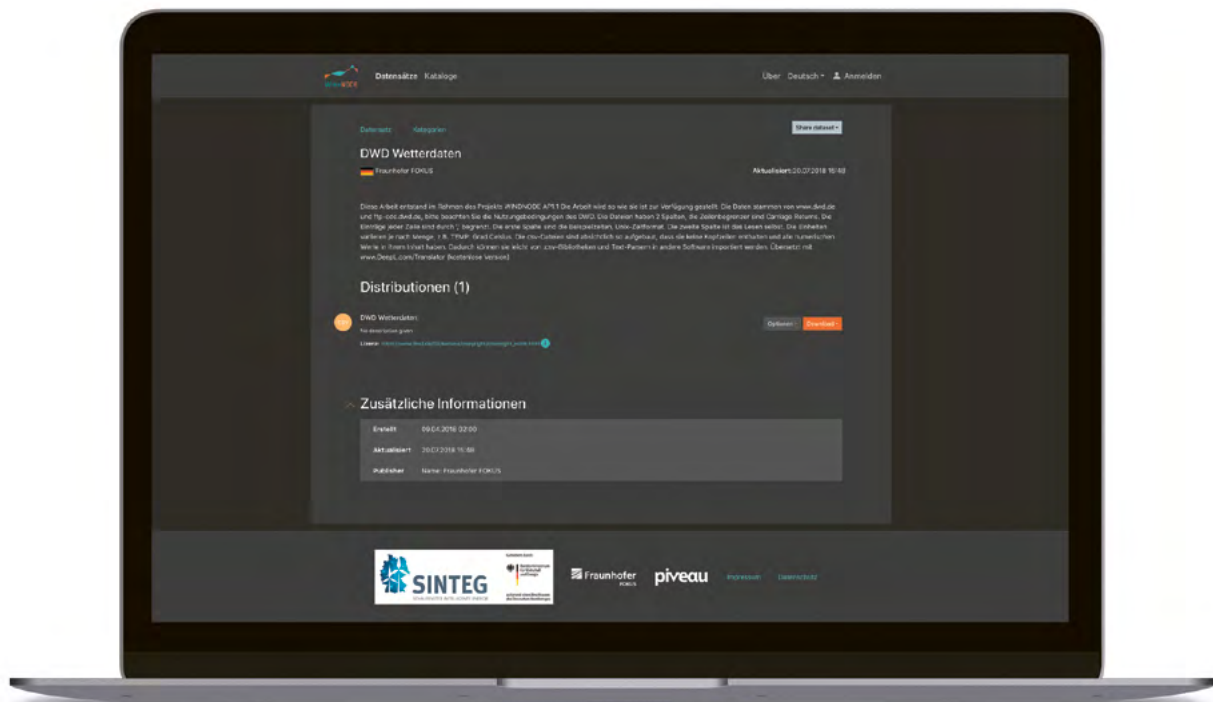 Datensätze Kataloge
Über Deutsch Anmelden
WindNODE
Datensatz Kategorien
Share dataset
DWD Wetterdaten
Fraunhofer FOKUS
Aktualisiert:20.07.2018 15:48
Diese Arbeit entstand im Rahmen des Projekts WINDNODE AP1.1 Die Arbeit wird so wie sie ist zur Verfügung gestellt. Die Daten stammen von www.dwd.de
und ftp-cdc.dwd.de, bitte beachten Sie die Nutzungsbedingungen des DWD. Die Dateien haben 2 Spalten, die Zeilenbegrenzer sind Carriage Returns. Die
Einträge jeder Zeile sind durch ';' begrenzt. Die erste Spalte sind die Beispielzeiten, Unix-Zeitformat. Die zweite Spalte ist das Lesen selbst. Die Einheiten
variieren je nach Menge, z.B. TEMP: Grad Celsius. Die csv-Dateien sind absichtlich so aufgebaut, dass sie keine Kopfzeilen enthalten und alle numerischen
Werte in ihrem Inhalt haben. Dadurch können sie leicht von .csv-Bibliotheken und Text-Parsern in andere Software importiert werden. Übersetzt mit
www.DeepL.com/Translator (kostenlose Version)
Distributionen (1)
CSV
DWD Wetterdaten
No description given
Optionen Download
Lizenz:
Zusätzliche Informationen
Erstellt 09.04.2018 02:00
Aktualisiert 20.07.2018 15:48
Publisher Name: Fraunhofer FOKUS
SINTEG
Fraunhofer
FOKUS
piveau
Impressum Datenschutz